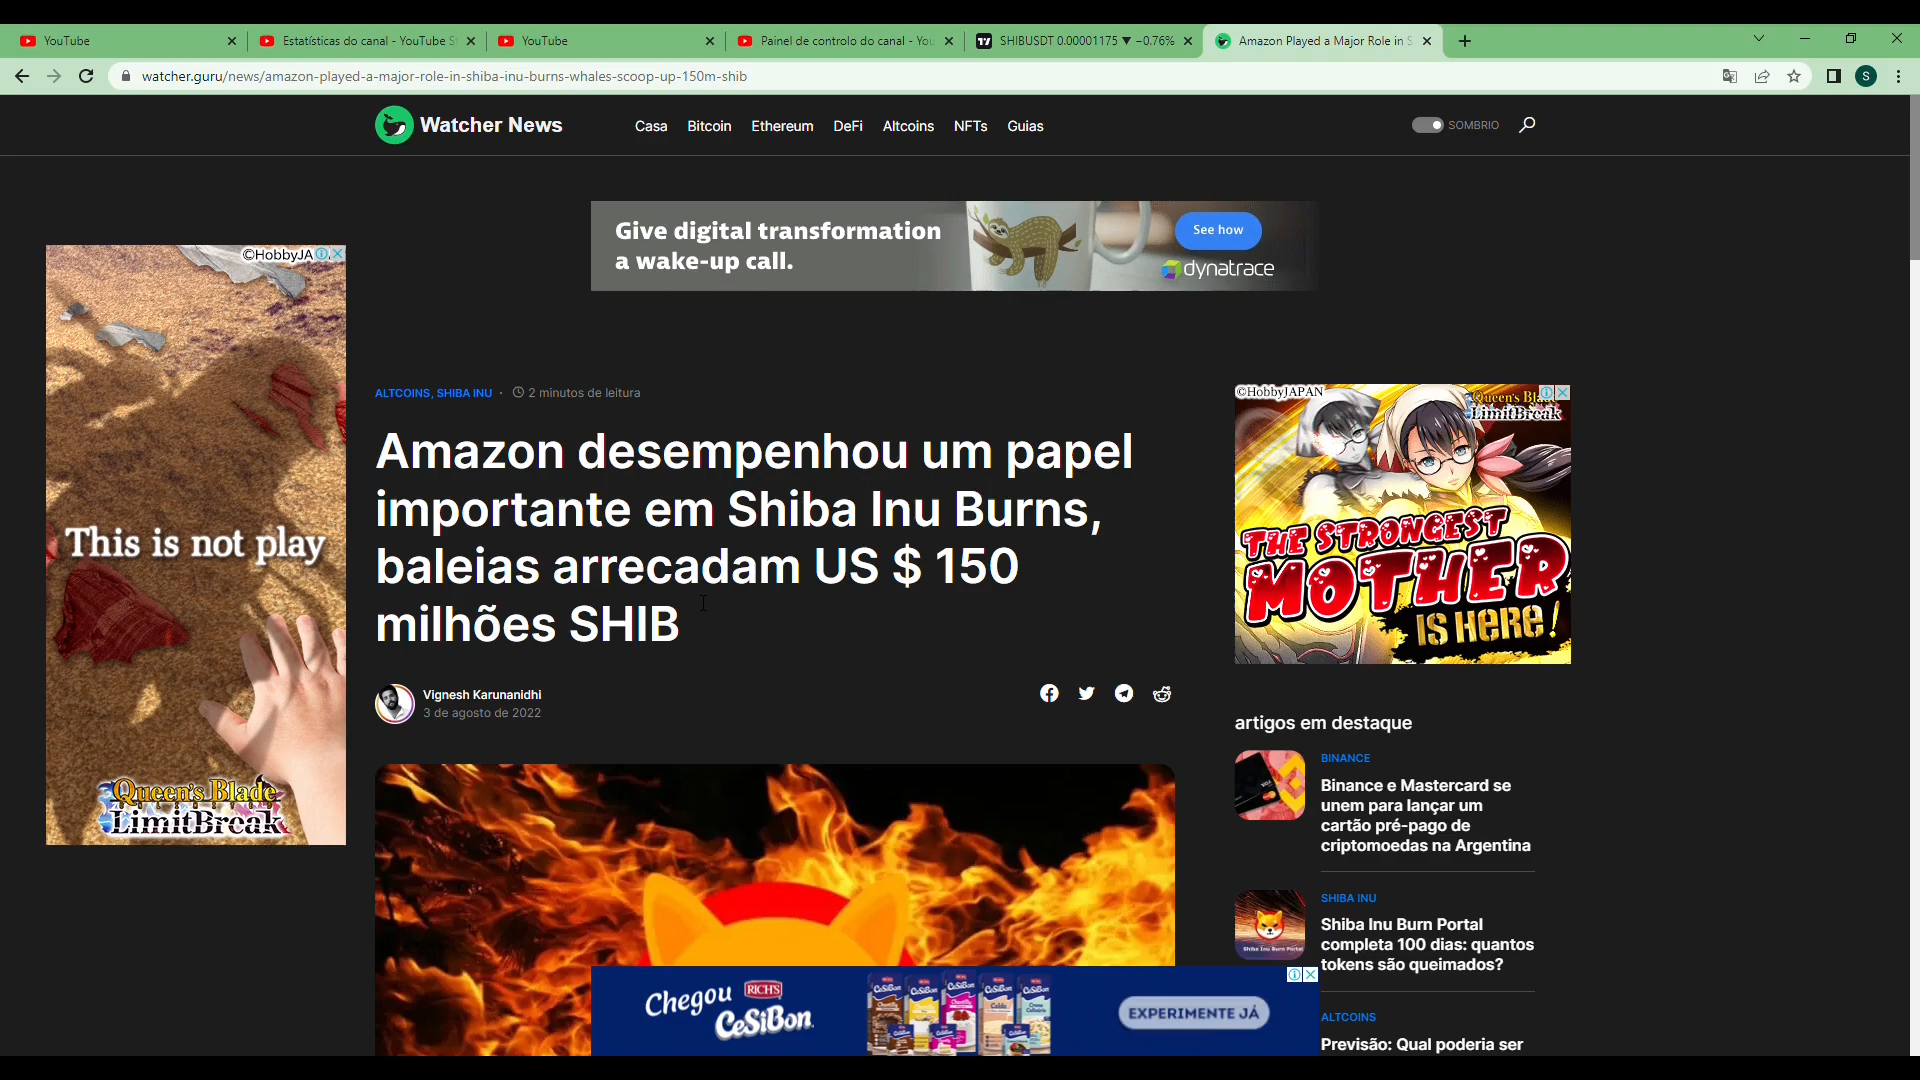 YouTube
Estatísticas do canal - YouTube S
YouTube
Painel de controlo do canal - You
SHIBUSDT 0.00001175 ▼ −0.76%
Amazon Played a Major Role in S
watcher.guru/news/amazon-played-a-major-role-in-shiba-inu-burns-whales-scoop-up-150m-shib
S
Watcher News
Casa
Bitcoin
Ethereum
DeFi
Altcoins
NFTs
Guias
SOMBRIO
Give digital transformation
a wake-up call.
See how
dynatrace
©HobbyJA
This is not play
Queen's Blade
LimitBreak
ALTCOINS, SHIBA INU · 2 minutos de leitura
Amazon desempenhou um papel
importante em Shiba Inu Burns,
baleias arrecadam US $ 150
milhões SHIB
Vignesh Karunanidhi
3 de agosto de 2022
©HobbyJAPAN
Queen's Blade
LimitBreak
THE STRONGEST
MOTHER
IS HERE!
artigos em destaque
BINANCE
Binance e Mastercard se
unem para lançar um
cartão pré-pago de
criptomoedas na Argentina
SHIBA INU
Shiba Inu Burn Portal
completa 100 dias: quantos
tokens são queimados?
Shiba Inu Burn Portal
ALTCOINS
Previsão: Qual poderia ser
Chegou
RICH'S
CeSiBon
EXPERIMENTE JÁ